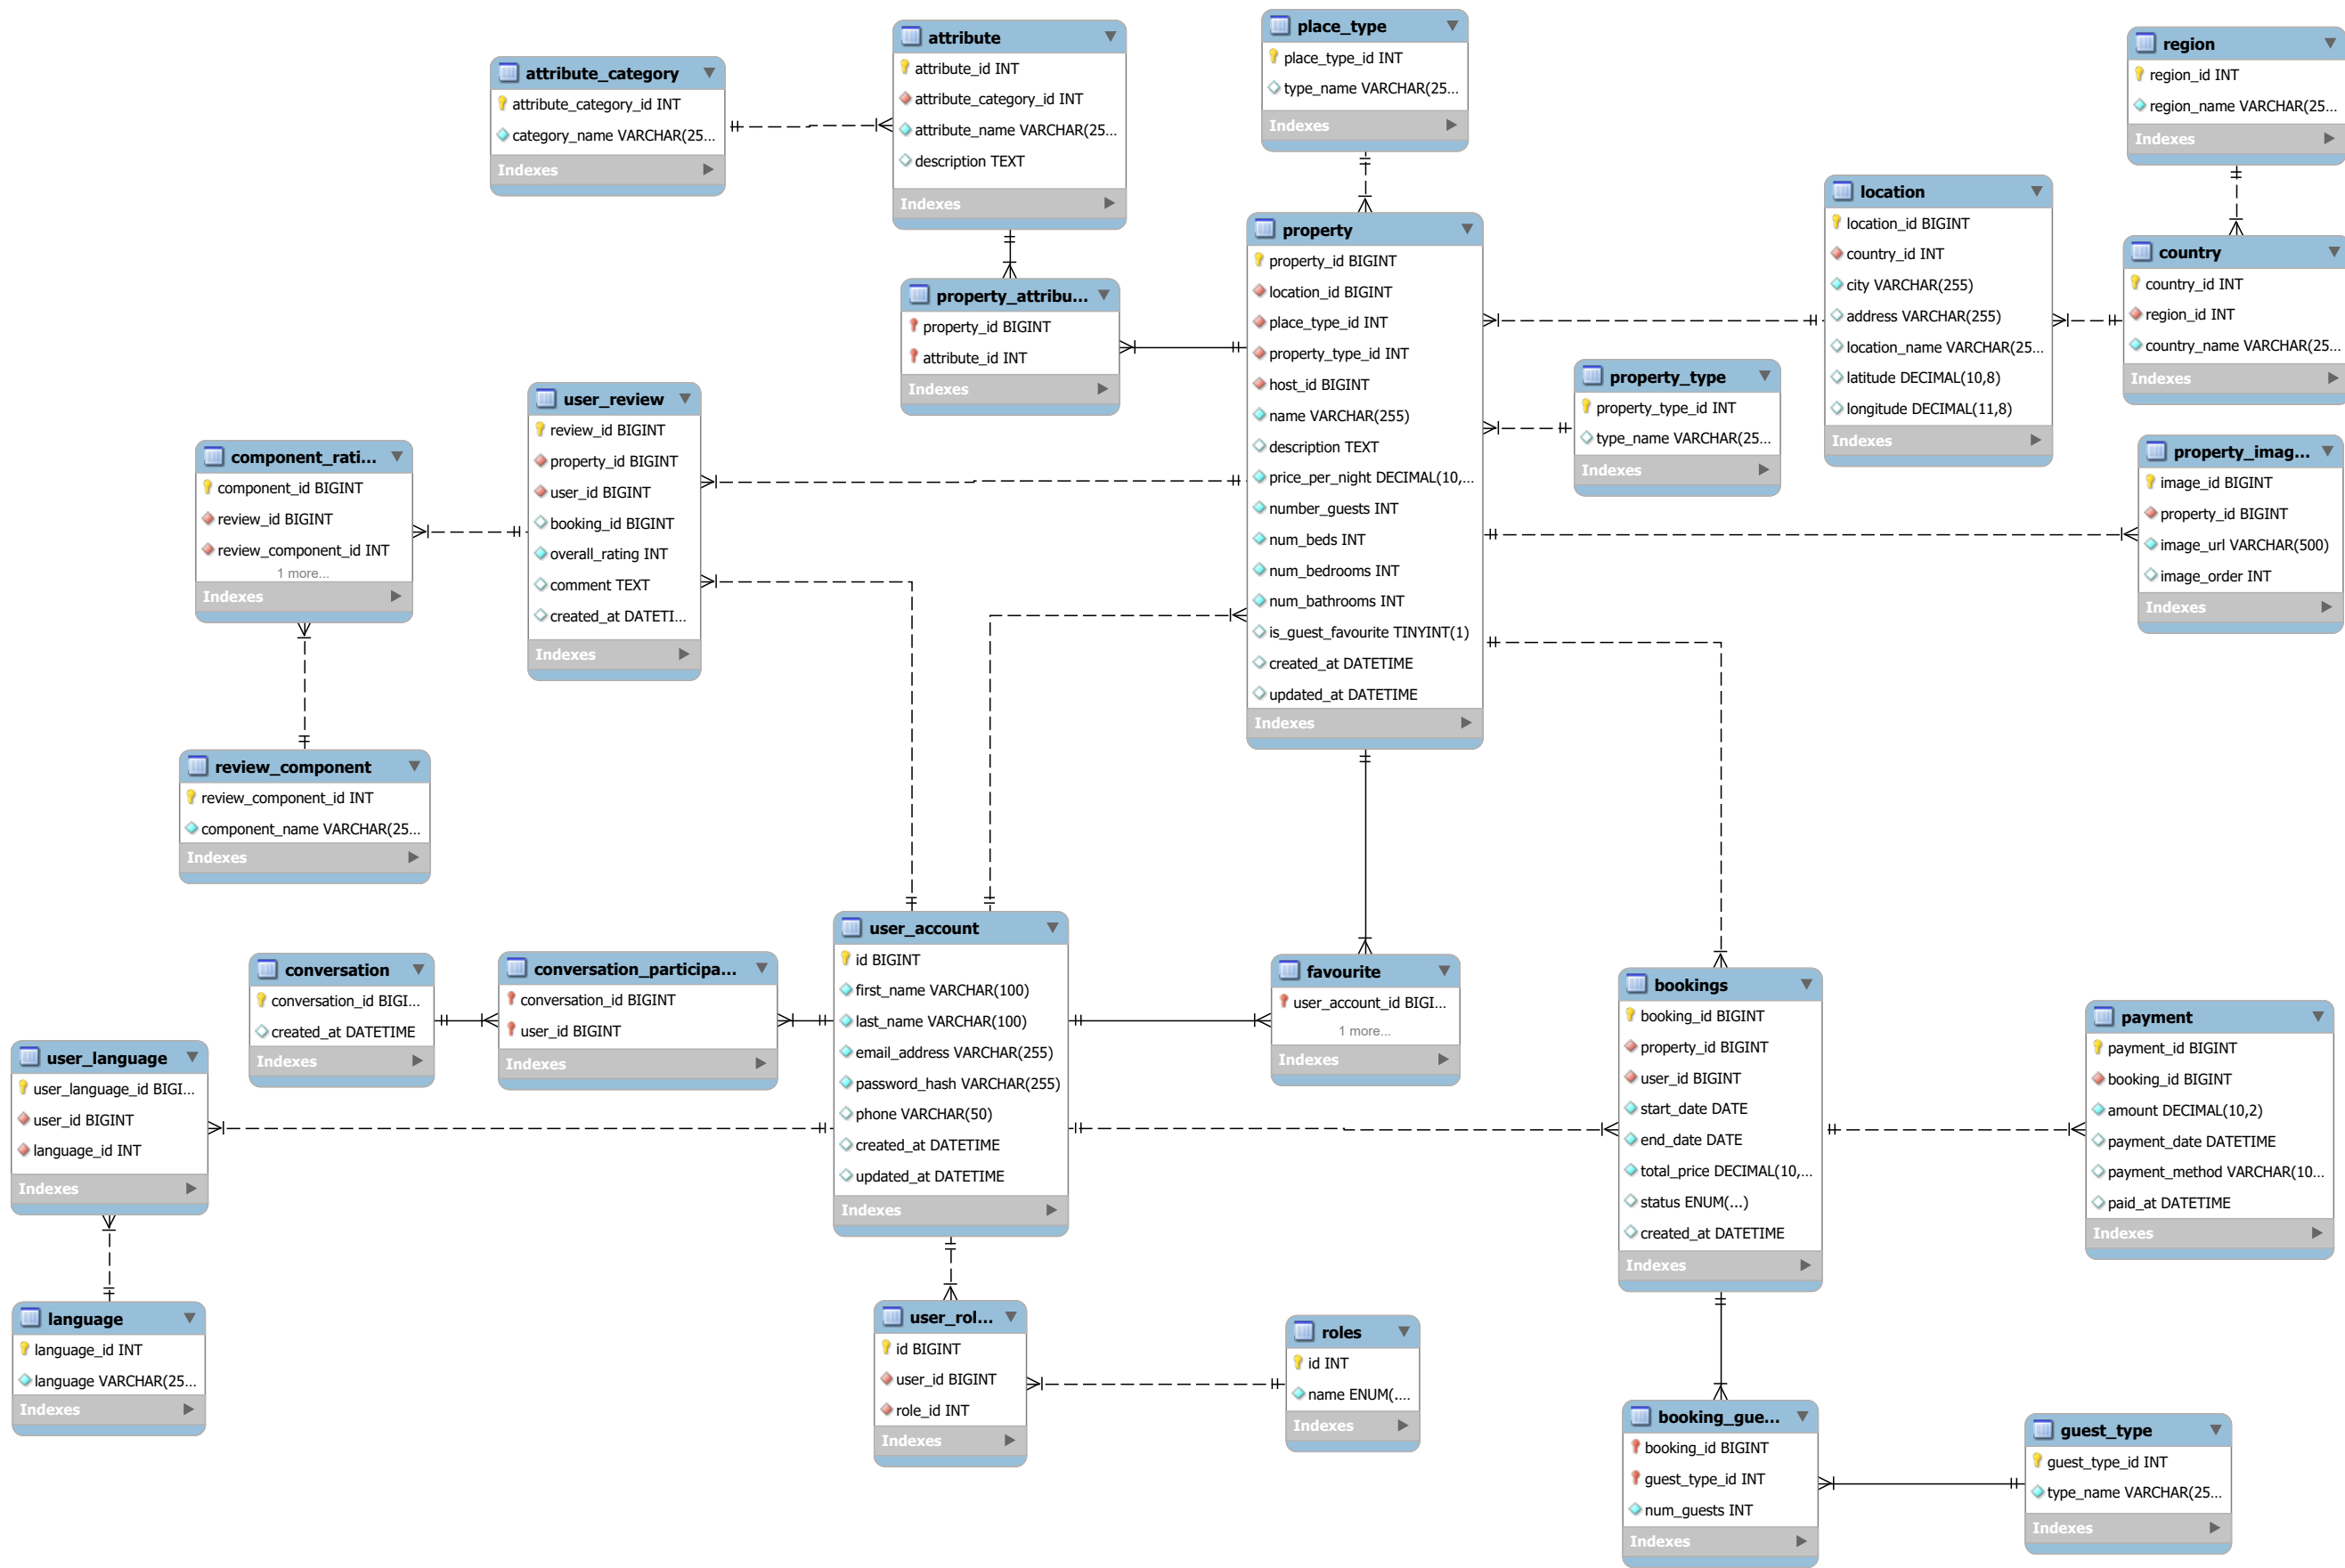 attribute_category
attribute_category_id INT
category_name VARCHAR(25...
Indexes
attribute
attribute_id INT
attribute_category_id INT
attribute_name VARCHAR(25...
description TEXT
Indexes
place_type
place_type_id INT
type_name VARCHAR(25...
Indexes
region
region_id INT
region_name VARCHAR(25...
Indexes
location
location_id BIGINT
country_id INT
city VARCHAR(255)
address VARCHAR(255)
location_name VARCHAR(25...
latitude DECIMAL(10,8)
longitude DECIMAL(11,8)
Indexes
country
country_id INT
region_id INT
country_name VARCHAR(25...
Indexes
property
property_id BIGINT
location_id BIGINT
place_type_id INT
property_type_id INT
host_id BIGINT
name VARCHAR(255)
description TEXT
price_per_night DECIMAL(10,...
number_guests INT
num_beds INT
num_bedrooms INT
num_bathrooms INT
is_guest_favourite TINYINT(1)
created_at DATETIME
updated_at DATETIME
Indexes
property_attribu...
property_id BIGINT
attribute_id INT
Indexes
property_type
property_type_id INT
type_name VARCHAR(25...
Indexes
property_imag...
image_id BIGINT
property_id BIGINT
image_url VARCHAR(500)
image_order INT
Indexes
user_review
review_id BIGINT
property_id BIGINT
user_id BIGINT
booking_id BIGINT
overall_rating INT
comment TEXT
created_at DATETI...
Indexes
component_rati...
component_id BIGINT
review_id BIGINT
review_component_id INT
1 more...
Indexes
review_component
review_component_id INT
component_name VARCHAR(25...
Indexes
user_account
id BIGINT
first_name VARCHAR(100)
last_name VARCHAR(100)
email_address VARCHAR(255)
password_hash VARCHAR(255)
phone VARCHAR(50)
created_at DATETIME
updated_at DATETIME
Indexes
conversation
conversation_id BIGI...
created_at DATETIME
Indexes
conversation_participa...
conversation_id BIGINT
user_id BIGINT
Indexes
favourite
user_account_id BIGI...
1 more...
Indexes
bookings
booking_id BIGINT
property_id BIGINT
user_id BIGINT
start_date DATE
end_date DATE
total_price DECIMAL(10,...
status ENUM(...)
created_at DATETIME
Indexes
payment
payment_id BIGINT
booking_id BIGINT
amount DECIMAL(10,2)
payment_date DATETIME
payment_method VARCHAR(10...
paid_at DATETIME
Indexes
user_language
user_language_id BIGI...
user_id BIGINT
language_id INT
Indexes
language
language_id INT
language VARCHAR(25...
Indexes
user_rol...
id BIGINT
user_id BIGINT
role_id INT
Indexes
roles
id INT
name ENUM(....
Indexes
booking_gue...
booking_id BIGINT
guest_type_id INT
num_guests INT
Indexes
guest_type
guest_type_id INT
type_name VARCHAR(25...
Indexes